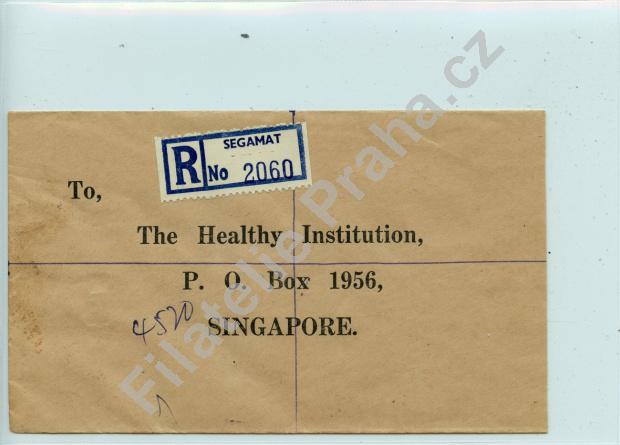 SEGAMAT
R No 2060
To,
The Healthy Institution,
P. O. Box 1956,
4520
SINGAPORE.
Filatelie Praha.cz